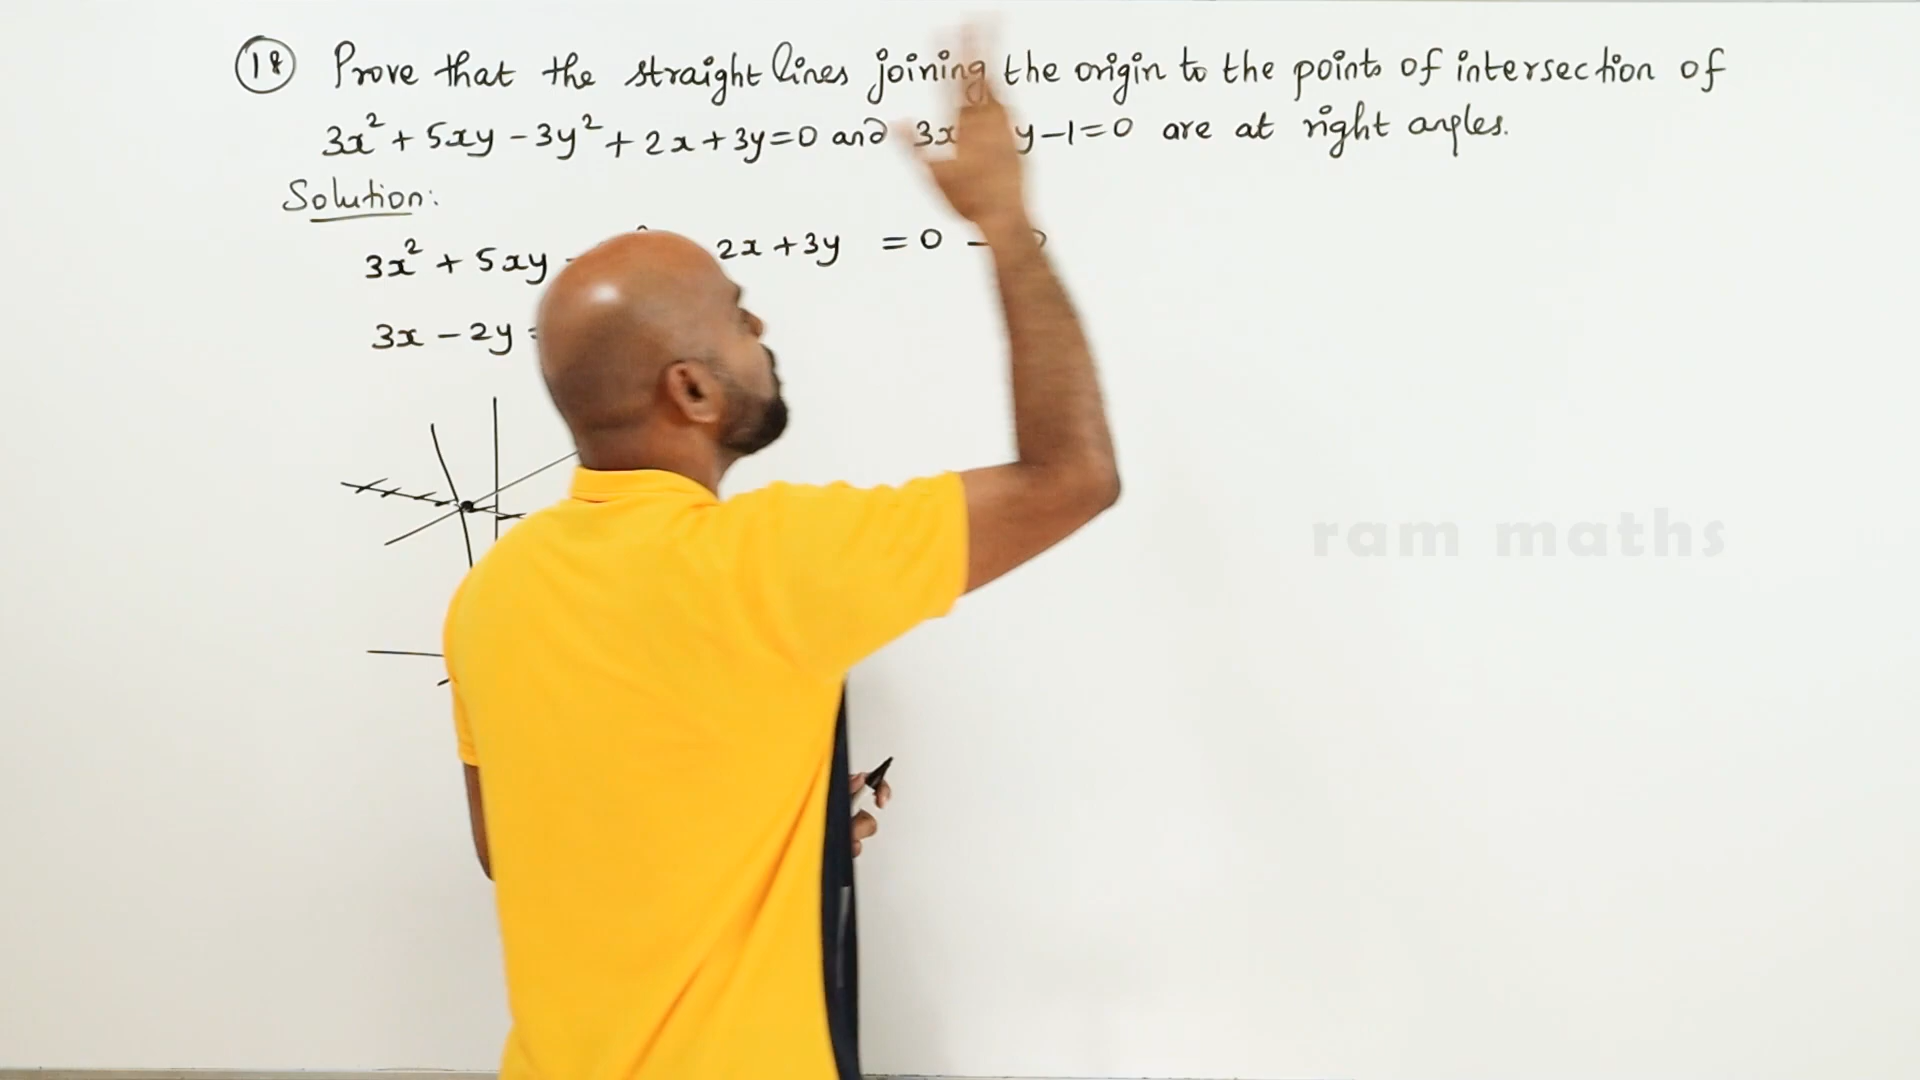 18 Prove that the straight lines joining the origin to the points of intersection of
3x² + 5xy - 3y² + 2x + 3y = 0 and 3x y - 1 = 0 are at right angles.
Solution:
3x² + 5xy - 2x + 3y = 0 -
3x - 2y =
ram maths